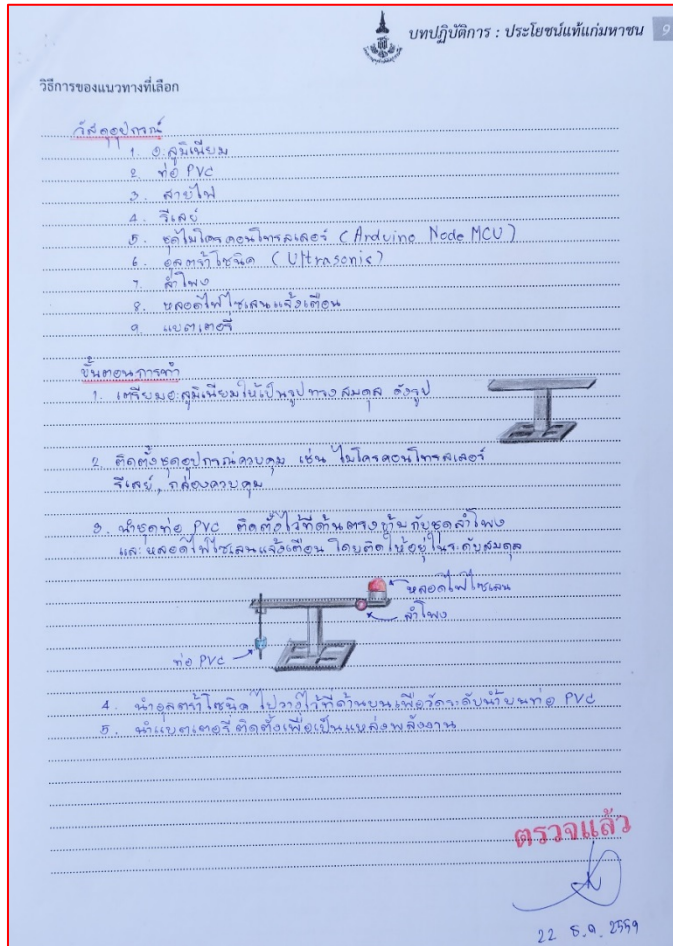 บทปฏิบัติการ : ประโยชน์แท้แก่มหาชน 9
วิธีการของแนวทางที่เลือก
วัสดุอุปกรณ์
1. อะลูมิเนียม
2. ท่อ PVC
3. สายไฟ
4. รีเลย์
5. ชุดไมโครคอนโทรลเลอร์ (Arduino Node MCU)
6. อุลตร้าโซนิค (Ultrasonic)
7. ลำโพง
8. หลอดไฟไซเลนแจ้งเตือน
9. แบตเตอรี่
ขั้นตอนการทำ
1. เตรียมอะลูมิเนียมให้เป็นรูปทางสมดุล ดังรูป
2. ติดตั้งชุดอุปกรณ์ควบคุม เช่น ไมโครคอนโทรลเลอร์
รีเลย์, กล่องควบคุม
3. นำชุดท่อ PVC ติดตั้งไว้ที่ด้านตรงข้ามกับชุดลำโพง
และหลอดไฟไซเลนแจ้งเตือน โดยติดให้อยู่ในระดับสมดุล
หลอดไฟไซเลน
ลำโพง
ท่อ PVC
4. นำอุลตร้าโซนิค ไปวางไว้ที่ด้านบนเพื่อวัดระดับน้ำบนท่อ PVC
5. นำแบตเตอรี่ติดตั้งเพื่อเป็นแหล่งพลังงาน
ตรวจแล้ว
22 ธ.ค. 2559